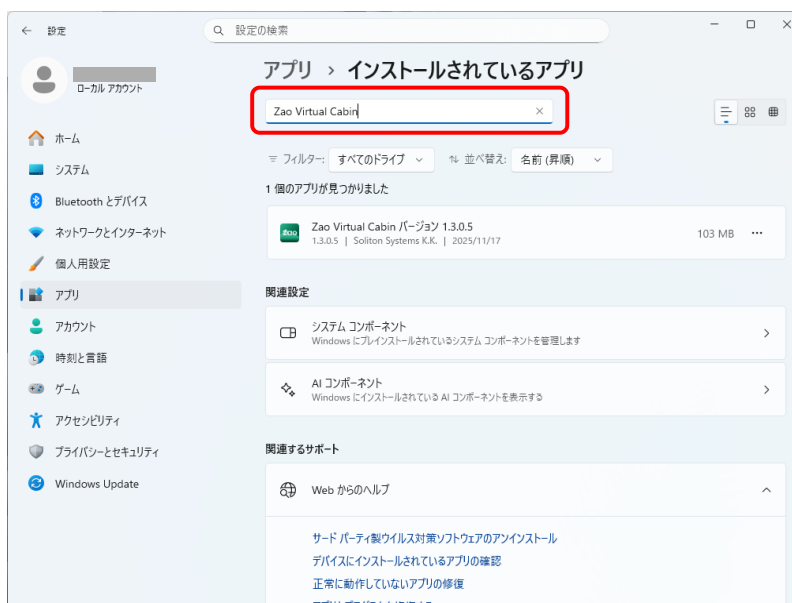 設定
設定の検索
ローカル アカウント
アプリ › インストールされているアプリ
Zao Virtual Cabin
ホーム
システム
Bluetooth とデバイス
ネットワークとインターネット
個人用設定
アプリ
アカウント
時刻と言語
ゲーム
アクセシビリティ
プライバシーとセキュリティ
Windows Update
フィルター: すべてのドライブ 並べ替え: 名前 (昇順)
1 個のアプリが見つかりました
Zao
Zao Virtual Cabin バージョン 1.3.0.5
1.3.0.5 | Soliton Systems K.K. | 2025/11/17
103 MB
関連設定
システム コンポーネント
Windows にプレインストールされているシステム コンポーネントを管理します
AI コンポーネント
Windows にインストールされている AI コンポーネントを表示する
関連するサポート
Web からのヘルプ
サード パーティ製ウイルス対策ソフトウェアのアンインストール
デバイスにインストールされているアプリの確認
正常に動作していないアプリの修復